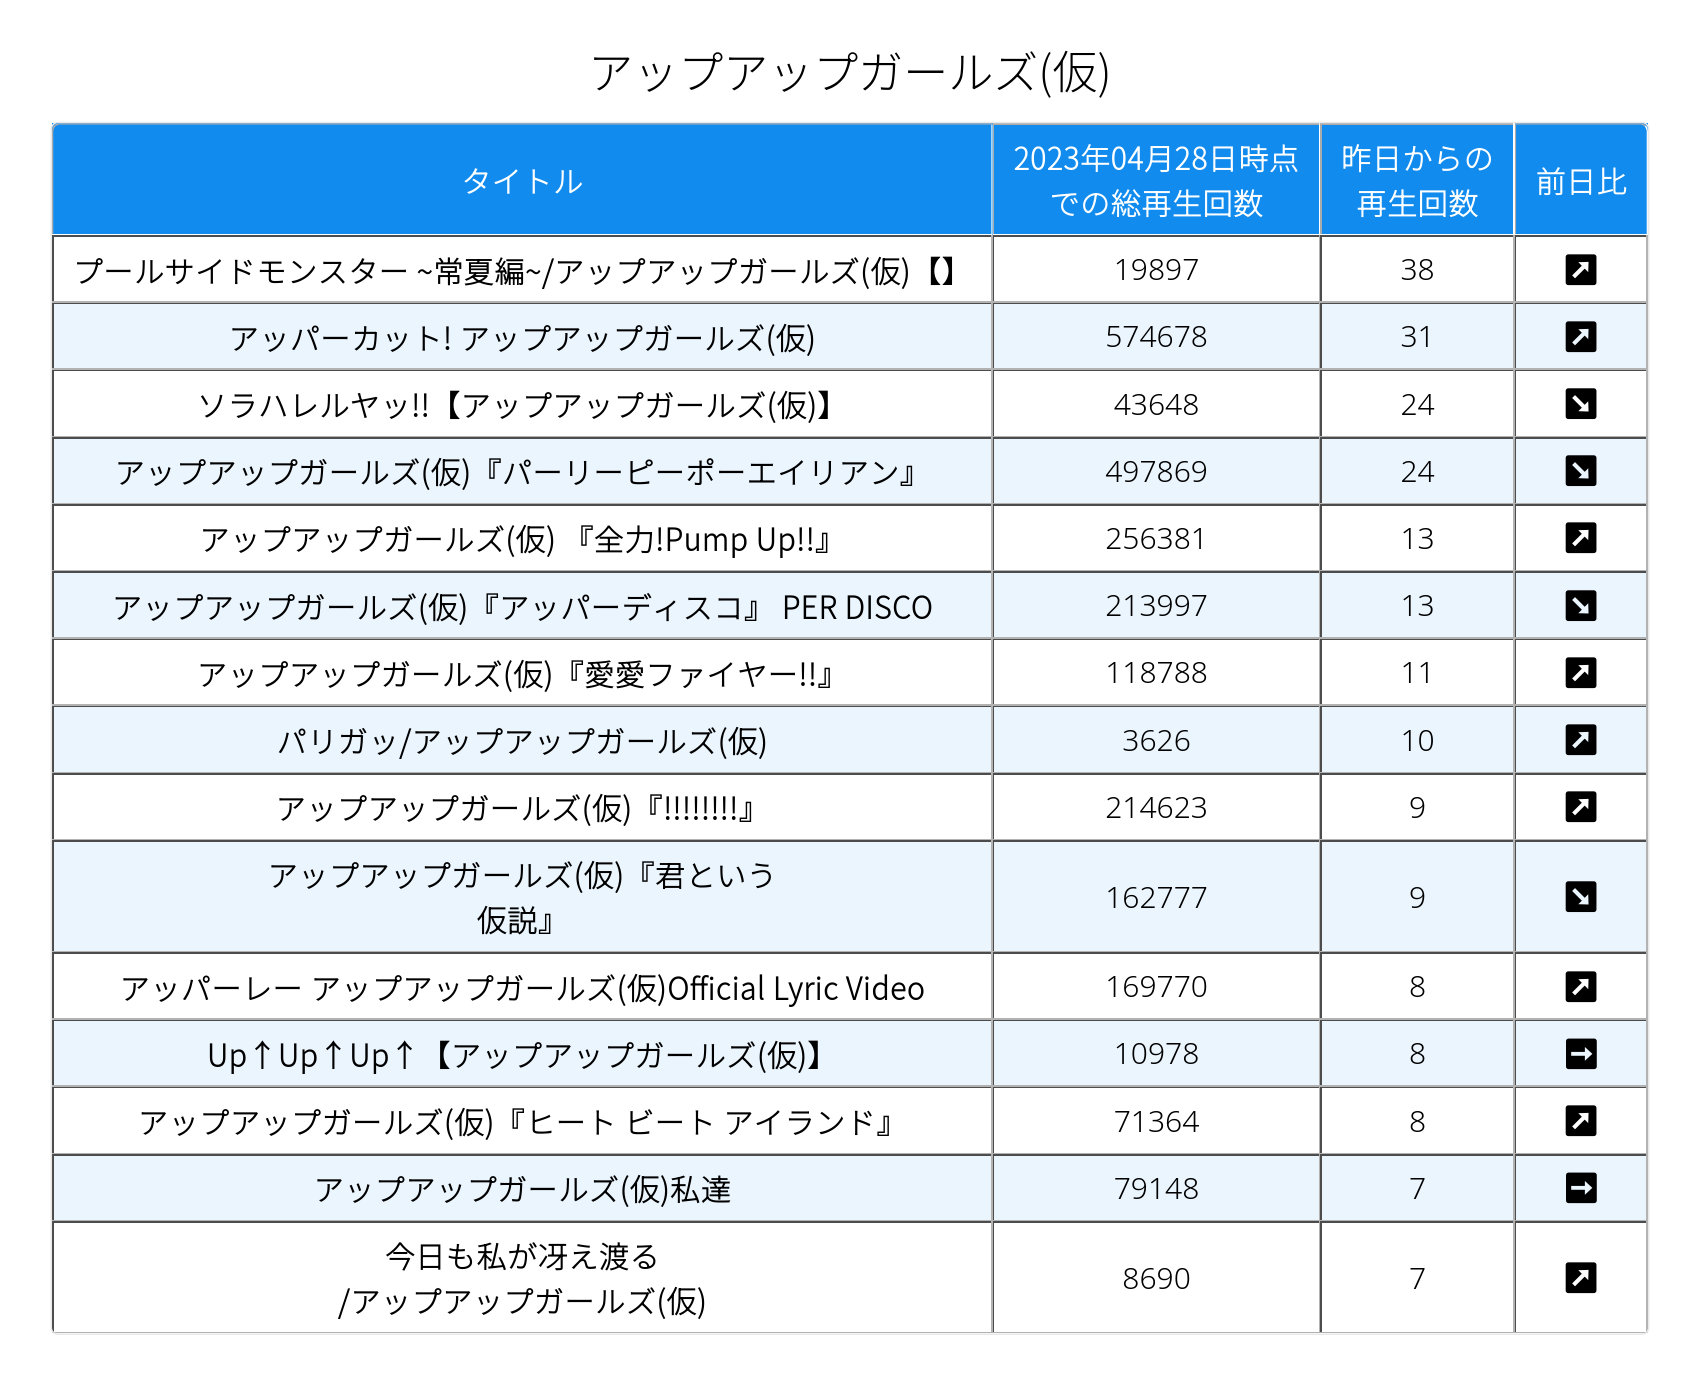 アップアップガールズ(仮)
タイトル
2023年04月28日時点
での総再生回数
昨日からの
再生回数
前日比
プールサイドモンスター ~常夏編~/アップアップガールズ(仮)【】 19897 38
アッパーカット! アップアップガールズ(仮) 574678 31
ソラハレルヤッ!!【アップアップガールズ(仮)】 43648 24
アップアップガールズ(仮)『パーリーピーポーエイリアン』 497869 24
アップアップガールズ(仮) 『全力!Pump Up!!』 256381 13
アップアップガールズ(仮)『アッパーディスコ』 PER DISCO 213997 13
アップアップガールズ(仮)『愛愛ファイヤー!!』 118788 11
パリガッ/アップアップガールズ(仮) 3626 10
アップアップガールズ(仮)『!!!!!!!!』 214623 9
アップアップガールズ(仮)『君という
仮説』 162777 9
アッパーレー アップアップガールズ(仮)Official Lyric Video 169770 8
Up↑Up↑Up↑【アップアップガールズ(仮)】 10978 8
アップアップガールズ(仮)『ヒート ビート アイランド』 71364 8
アップアップガールズ(仮)私達 79148 7
今日も私が冴え渡る
/アップアップガールズ(仮) 8690 7